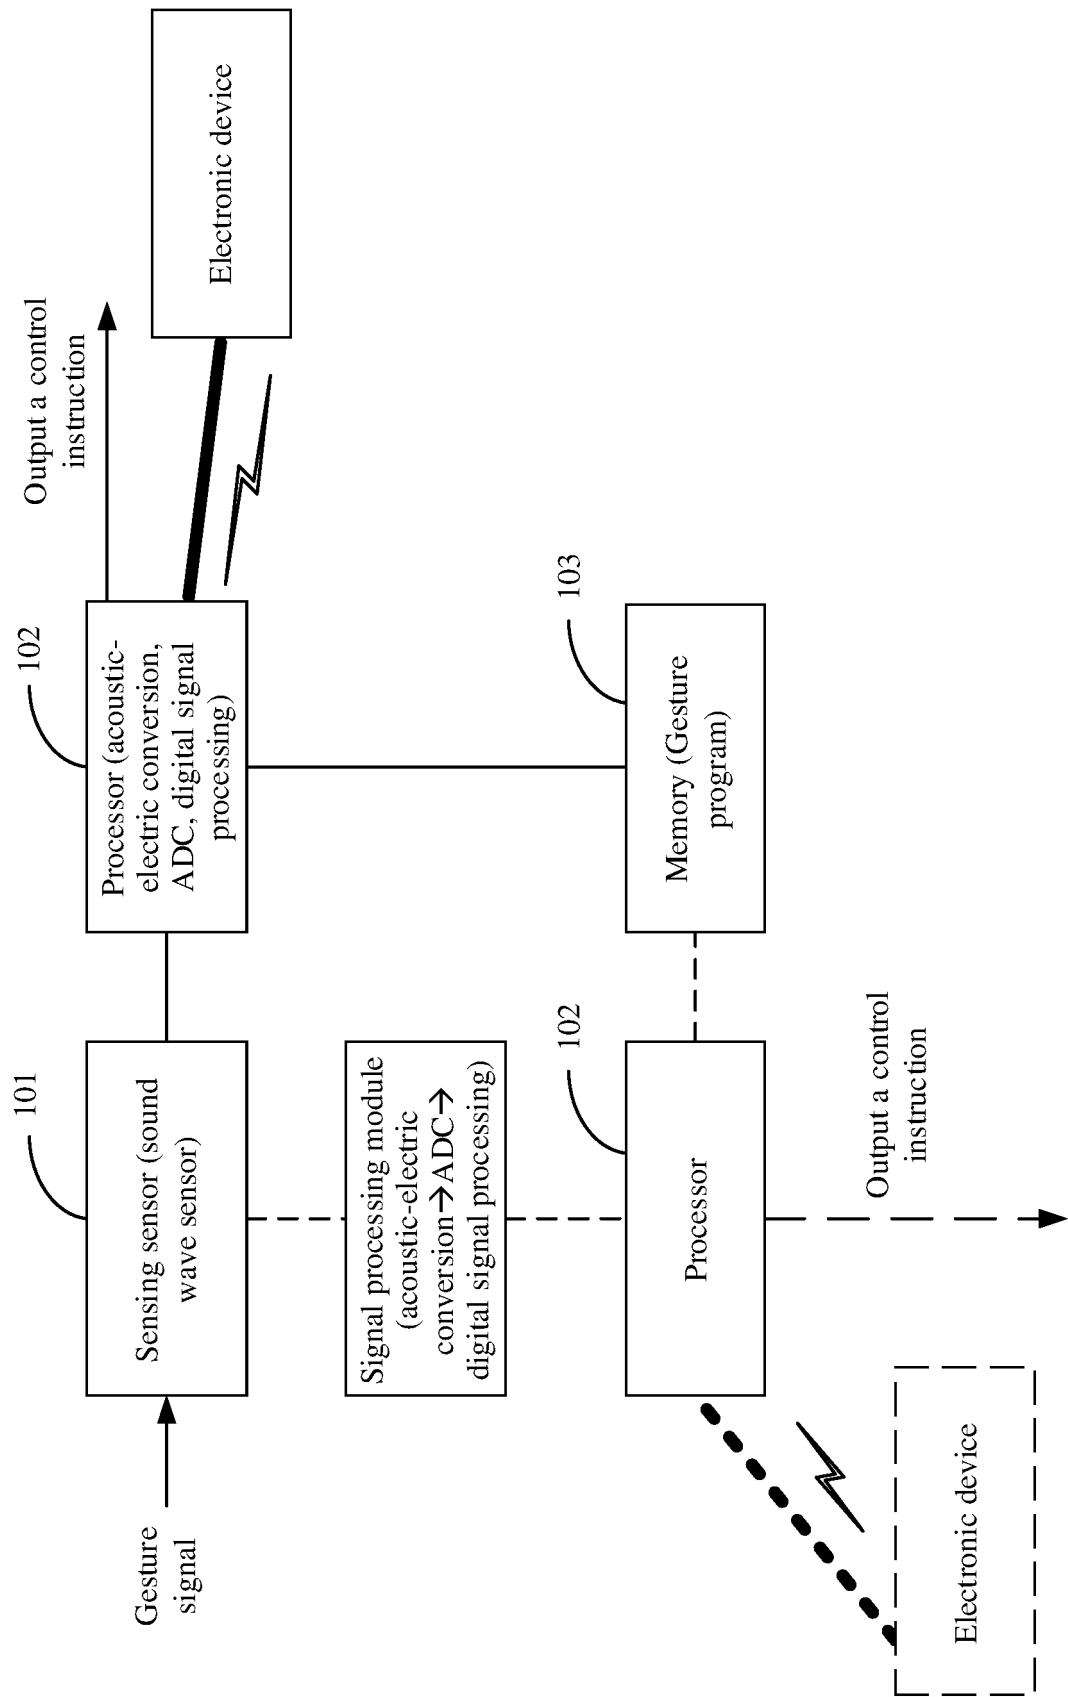 Gesture
signal
101
Sensing sensor (sound
wave sensor)
102
Processor (acoustic-
electric conversion,
ADC, digital signal
processing)
Output a control
instruction
Electronic device
Signal processing module
(acoustic-electric
conversion→ADC→
digital signal processing)
102
Processor
103
Memory (Gesture
program)
Output a control
instruction
Electronic device